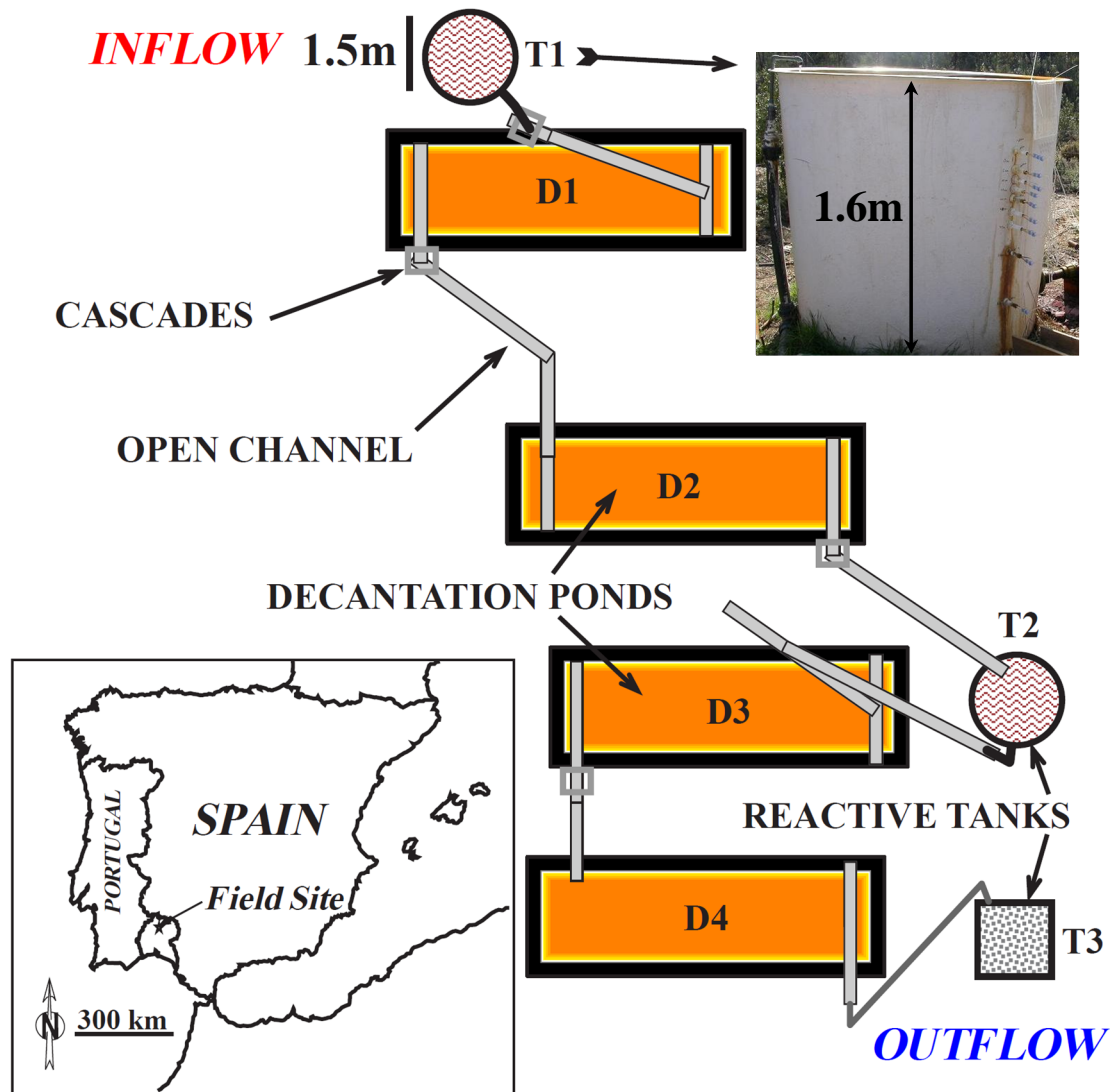 INFLOW
1.5m
T1
1.6m
D1
CASCADES
OPEN CHANNEL
D2
DECANTATION PONDS
T2
D3
REACTIVE TANKS
SPAIN
PORTUGAL
Field Site
D4
T3
N
300 km
OUTFLOW